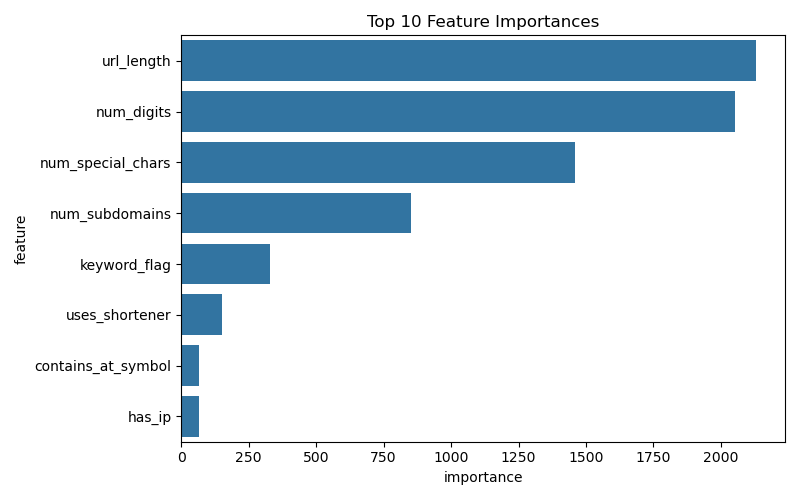 Top 10 Feature Importances
url_length
num_digits
num_special_chars
num_subdomains
keyword_flag
uses_shortener
contains_at_symbol
has_ip
feature
0 250 500 750 1000 1250 1500 1750 2000
importance